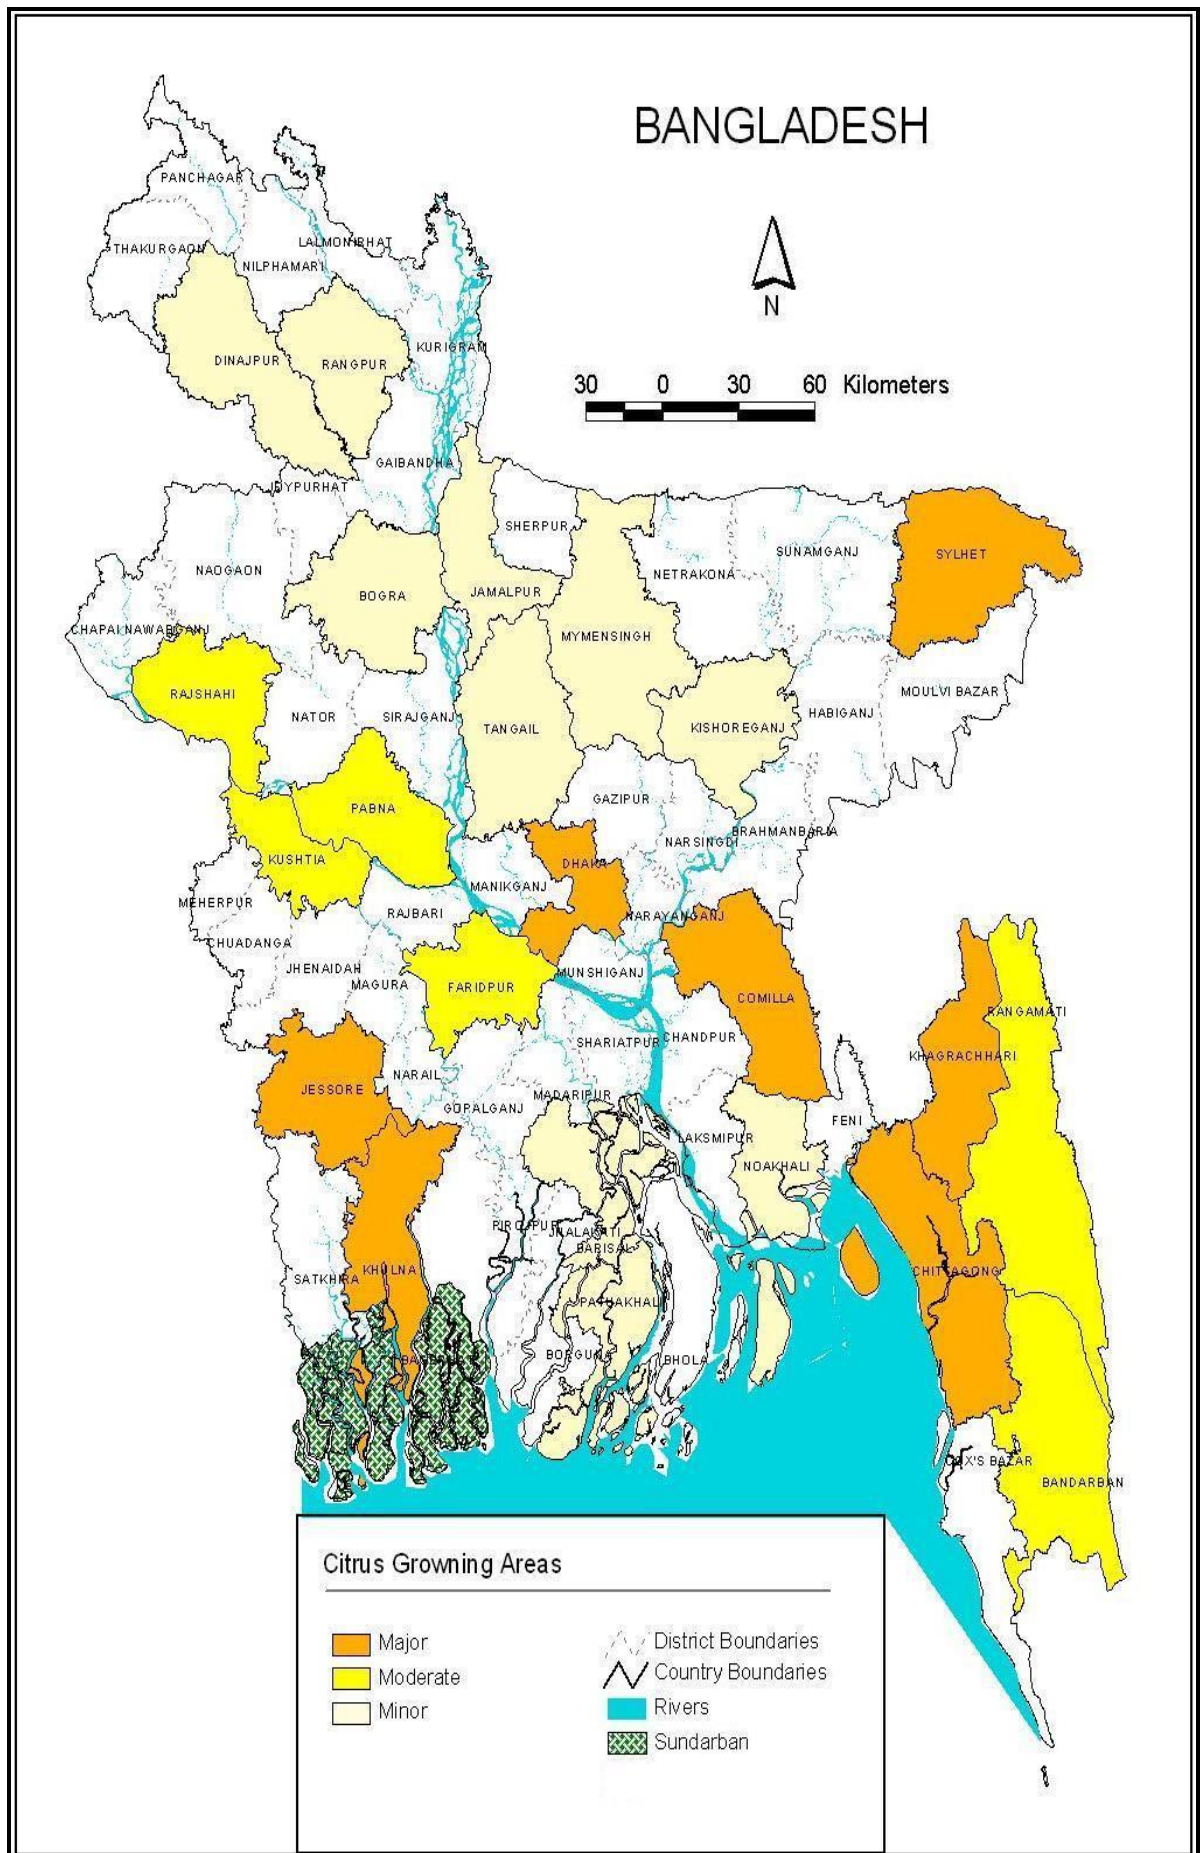 BANGLADESH
PANCHAGAR
THAKURGAON
NILPHAMARI
LALMONIRHAT
N
DINAJPUR
RANGPUR
KURIGRAM
30 0 30 60 Kilometers
GAIBANDHA
SHERPUR
SUNAMGANJ
SYLHET
NAOGAON
NETRAKONA
BOGRA
JAMALPUR
CHAPAI NAWABGANJ
MYMENSINGH
RAJSHAHI
MOULVI BAZAR
NATOR
SIRAJGANJ
TANGAIL
KISHOREGANJ
HABIGANJ
GAZIPUR
PABNA
BRAHMANBARIA
NARSINGDI
KUSHTIA
DHAKA
MANIKGANJ
MEHERPUR
RAJBARI
NARAYANGANJ
CHUADANGA
JHENAIDAH
MAGURA
FARIDPUR
MUNSHIGANJ
COMILLA
RANGAMATI
SHARIATPUR
CHANDPUR
KHAGRACHHARI
NARAIL
JESSORE
GOPALGANJ
MADARIPUR
FENI
LAKSMIPUR
NOAKHALI
JHALAKATI
BARISAL
SATKHIRA
KHULNA
CHITTAGONG
BORGUNA
BHOLA
COX'S BAZAR
BANDARBAN
Citrus Growning Areas
Major
Moderate
Minor
District Boundaries
Country Boundaries
Rivers
Sundarban